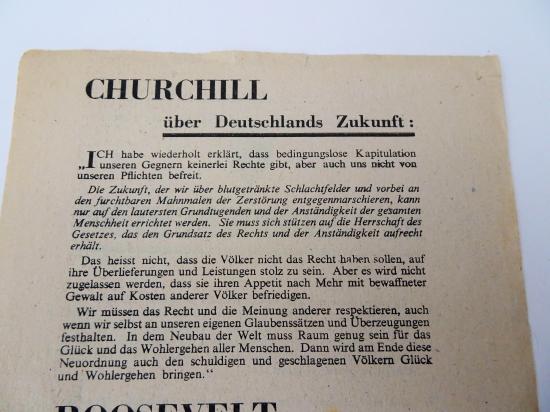 CHURCHILL
über Deutschlands Zukunft:
„ICH habe wiederholt erklärt, dass bedingungslose Kapitulation
unseren Gegnern keinerlei Rechte gibt, aber auch uns nicht von
unseren Pflichten befreit.
Die Zukunft, der wir über blutgetränkte Schlachtfelder und vorbei an
den furchtbaren Mahnmalen der Zerstörung entgegenmarschieren, kann
nur auf den lautersten Grundtugenden und der Anständigkeit der gesamten
Menschheit errichtet werden. Sie muss sich stützen auf die Herrschaft des
Gesetzes, das den Grundsatz des Rechts und der Anständigkeit aufrecht
erhält.
Das heisst nicht, dass die Völker nicht das Recht haben sollen, auf
ihre Überlieferungen und Leistungen stolz zu sein. Aber es wird nicht
zugelassen werden, dass sie ihren Appetit nach Mehr mit bewaffneter
Gewalt auf Kosten anderer Völker befriedigen.
Wir müssen das Recht und die Meinung anderer respektieren, auch
wenn wir selbst an unseren eigenen Glaubenssätzen und Überzeugungen
festhalten. In dem Neubau der Welt muss Raum genug sein für das
Glück und das Wohlergehen aller Menschen. Dann wird am Ende diese
Neuordnung auch den schuldigen und geschlagenen Völkern Glück
und Wohlergehen bringen."
ROOSEVELT